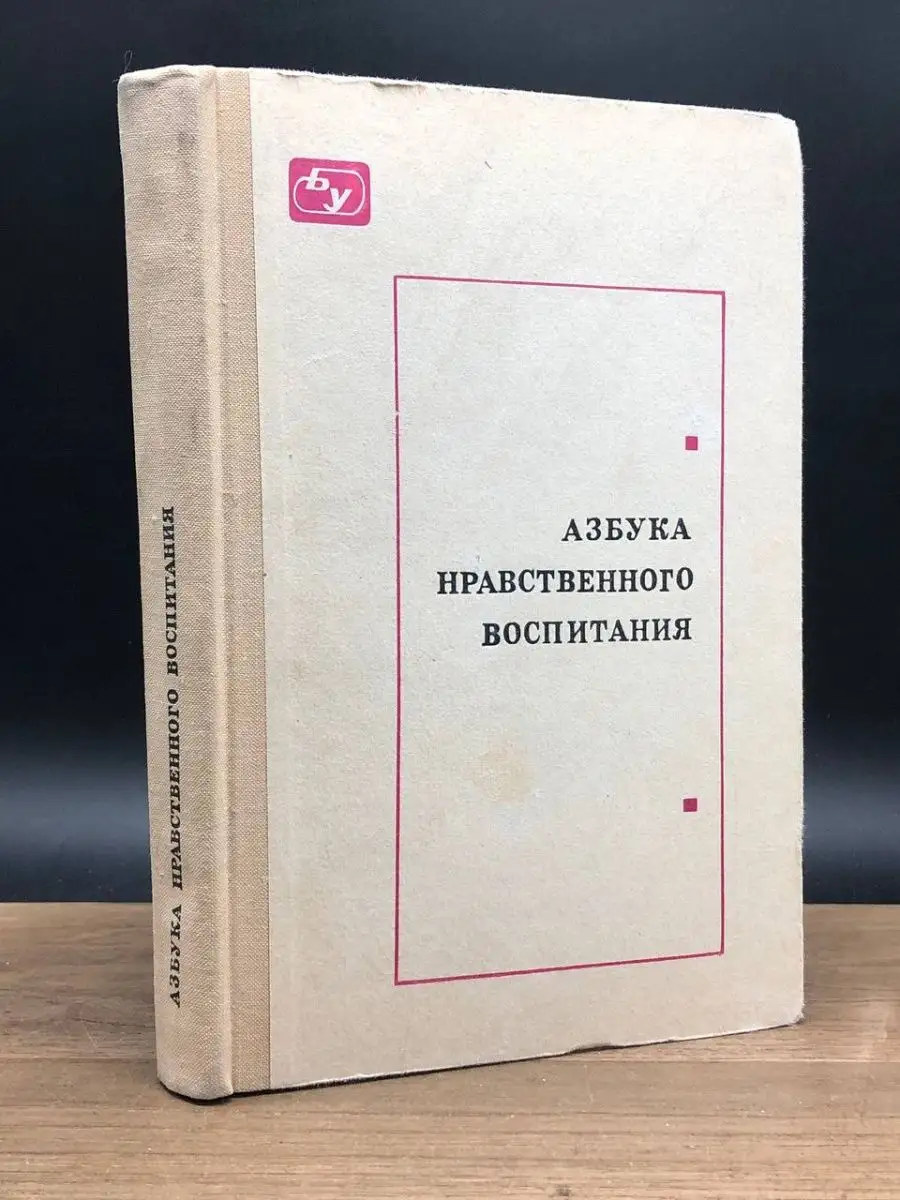 БУ
АЗБУКА
НРАВСТВЕННОГО
ВОСПИТАНИЯ
АЗБУКА НРАВСТВЕННОГО ВОСПИТАНИЯ